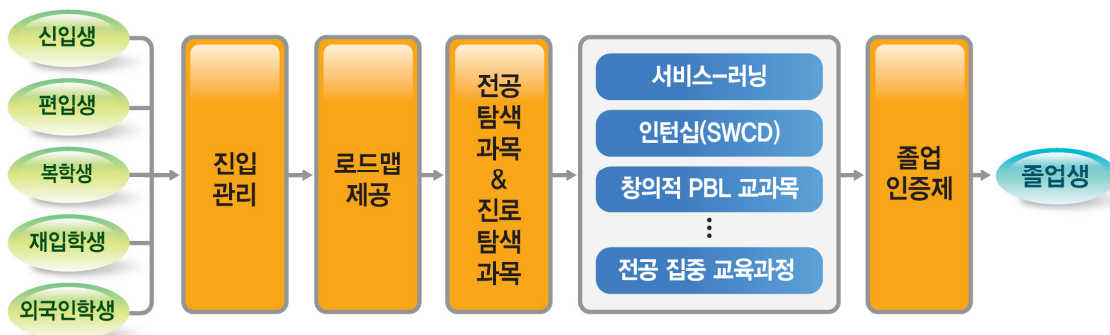 신입생
편입생
복학생
재입학생
외국인학생
진입
관리
로드맵
제공
전공
탐색
과목
&
진로
탐색
과목
서비스-러닝
인턴십(SWCD)
창의적 PBL 교과목
⋮
전공 집중 교육과정
졸업
인증제
졸업생